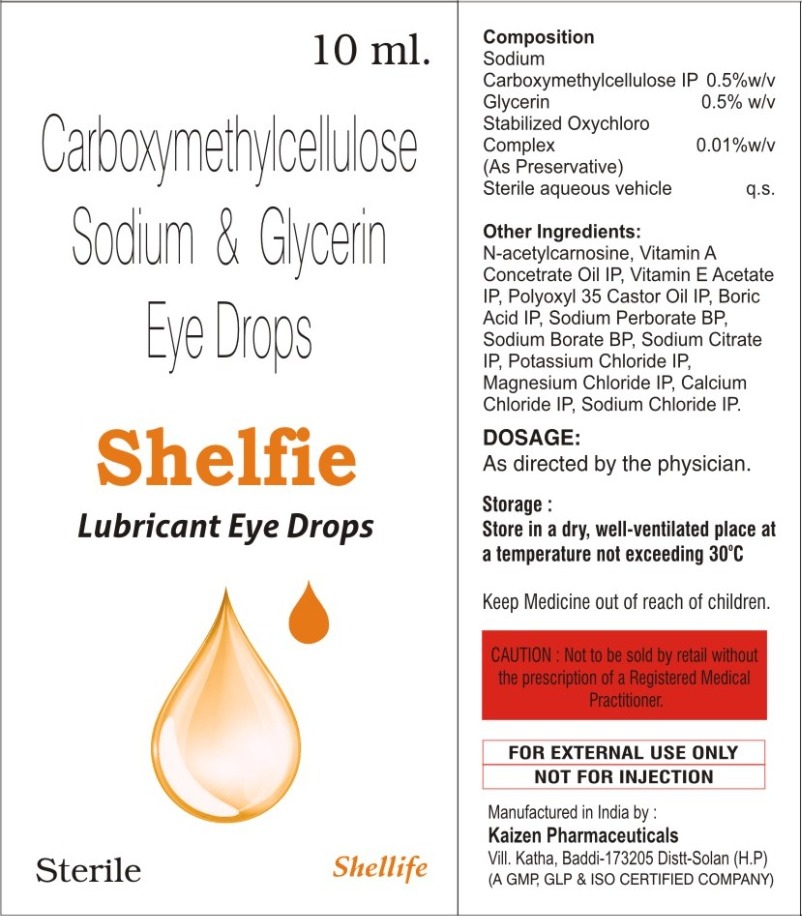 10 ml.
Carboxymethylcellulose
Sodium & Glycerin
Eye Drops
Shelfie
Lubricant Eye Drops
Sterile
Shellife
Composition
Sodium
Carboxymethylcellulose IP 0.5%w/v
Glycerin 0.5% w/v
Stabilized Oxychloro
Complex 0.01%w/v
(As Preservative)
Sterile aqueous vehicle q.s.
Other Ingredients:
N-acetylcarnosine, Vitamin A
Concetrate Oil IP, Vitamin E Acetate
IP, Polyoxyl 35 Castor Oil IP, Boric
Acid IP, Sodium Perborate BP,
Sodium Borate BP, Sodium Citrate
IP, Potassium Chloride IP,
Magnesium Chloride IP, Calcium
Chloride IP, Sodium Chloride IP.
DOSAGE:
As directed by the physician.
Storage :
Store in a dry, well-ventilated place at
a temperature not exceeding 30°C
Keep Medicine out of reach of children.
CAUTION : Not to be sold by retail without
the prescription of a Registered Medical
Practitioner.
FOR EXTERNAL USE ONLY
NOT FOR INJECTION
Manufactured in India by :
Kaizen Pharmaceuticals
Vill. Katha, Baddi-173205 Distt-Solan (H.P)
(A GMP, GLP & ISO CERTIFIED COMPANY)